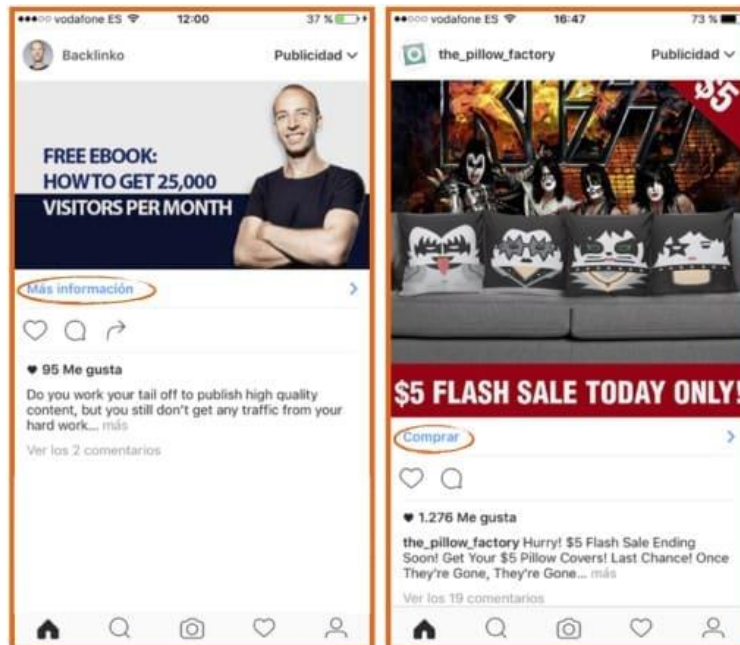 vodafone ES 12:00 37 %
Backlinko Publicidad
FREE EBOOK:
HOW TO GET 25,000
VISITORS PER MONTH
Más información
95 Me gusta
Do you work your tail off to publish high quality
content, but you still don't get any traffic from your
hard work... más
Ver los 2 comentarios
vodafone ES 16:47 73 %
the_pillow_factory Publicidad
KISS
$5
$5 FLASH SALE TODAY ONLY!
Comprar
1.276 Me gusta
the_pillow_factory Hurry! $5 Flash Sale Ending
Soon! Get Your $5 Pillow Covers! Last Chance! Once
They're Gone, They're Gone... más
Ver los 19 comentarios